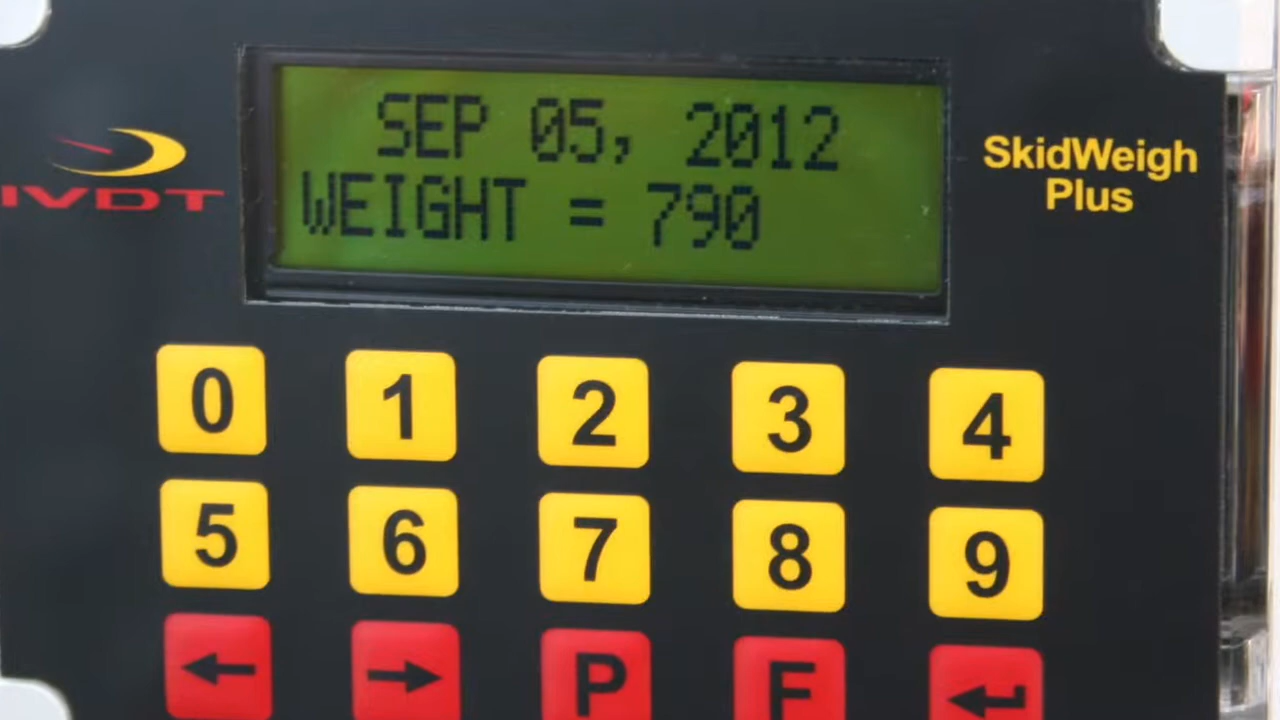 SEP 05, 2012
WEIGHT = 790
IVDT
SkidWeigh
Plus
0 1 2 3 4
5 6 7 8 9
← → P F ↵